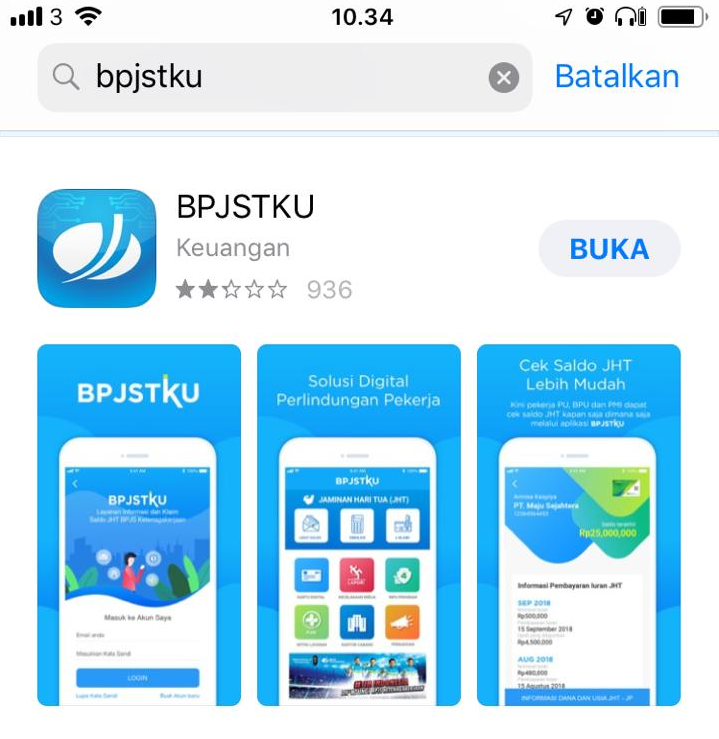 3
10.34
bpjstku
Batalkan
BPJSTKU
Keuangan
BUKA
936
BPJSTKU
Layanan Informasi dan Klaim
Saldo JHT BPJS Ketenagakerjaan
BPJSTKU
Masuk ke Akun Saya
Email anda
Masukkan Kata Sandi
LOGIN
Lupa Kata Sandi
Buat Akun baru
Solusi Digital
Perlindungan Pekerja
BPJSTKU
JAMINAN HARI TUA (JHT)
KARTU DIGITAL
KANTOR CABANG
Cek Saldo JHT
Lebih Mudah
Kini pekerja PU, BPU dan PMI dapat
cek saldo JHT kapan saja dimana saja
melalui aplikasi BPJSTKU
PT. Maju Sejahtera
Rp25,000,000
Informasi Pembayaran Iuran JHT
SEP 2018
Rp500,000
15 September 2018
Rp4,500,000
AUG 2018
Rp480,000
15 Agustus 2018
INFORMASI DANA DAN USIA JHT - JP